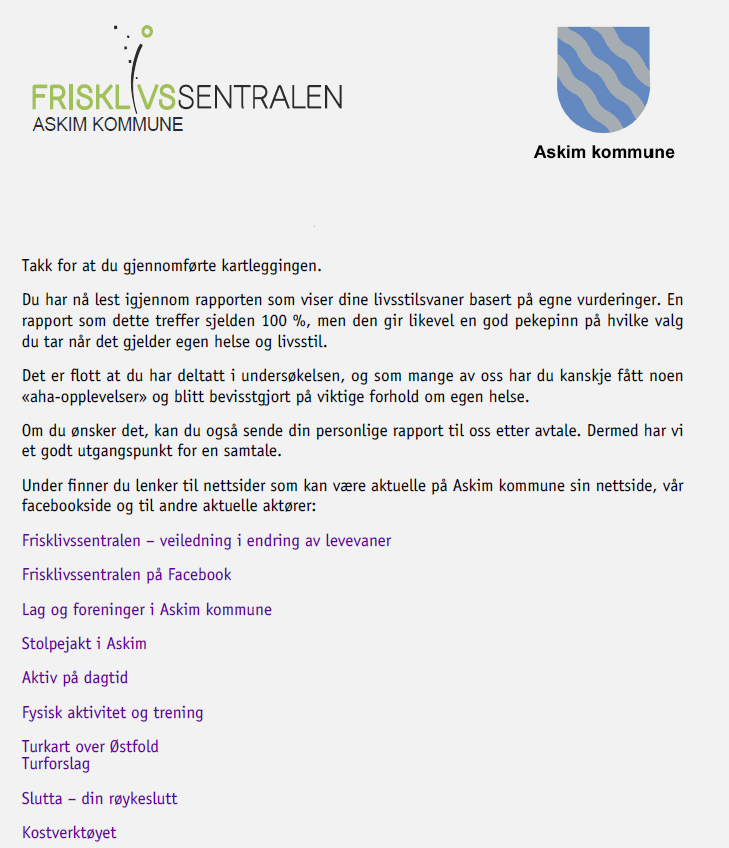 FRISKLIVSSENTRALEN
ASKIM KOMMUNE
Askim kommune
Takk for at du gjennomførte kartleggingen.
Du har nå lest igjennom rapporten som viser dine livsstilsvaner basert på egne vurderinger. En
rapport som dette treffer sjelden 100 %, men den gir likevel en god pekepinn på hvilke valg
du tar når det gjelder egen helse og livsstil.
Det er flott at du har deltatt i undersøkelsen, og som mange av oss har du kanskje fått noen
«aha-opplevelser» og blitt bevisstgjort på viktige forhold om egen helse.
Om du ønsker det, kan du også sende din personlige rapport til oss etter avtale. Dermed har vi
et godt utgangspunkt for en samtale.
Under finner du lenker til nettsider som kan være aktuelle på Askim kommune sin nettside, vår
facebookside og til andre aktuelle aktører:
Frisklivssentralen – veiledning i endring av levevaner
Frisklivssentralen på Facebook
Lag og foreninger i Askim kommune
Stolpejakt i Askim
Aktiv på dagtid
Fysisk aktivitet og trening
Turkart over Østfold
Turforslag
Slutta – din røykeslutt
Kostverktøyet